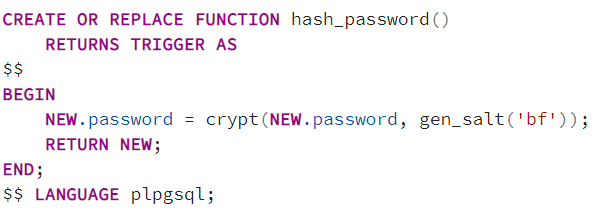 CREATE OR REPLACE FUNCTION hash_password()
    RETURNS TRIGGER AS
$$
BEGIN
    NEW.password = crypt(NEW.password, gen_salt('bf'));
    RETURN NEW;
END;
$$ LANGUAGE plpgsql;